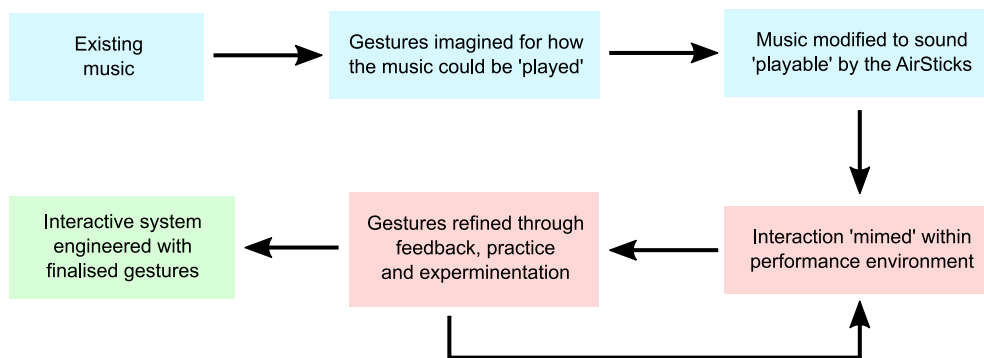 Existing
music
Gestures imagined for how
the music could be 'played'
Music modified to sound
'playable' by the AirSticks
Interactive system
engineered with
finalised gestures
Gestures refined through
feedback, practice
and experminentation
Interaction 'mimed' within
performance environment